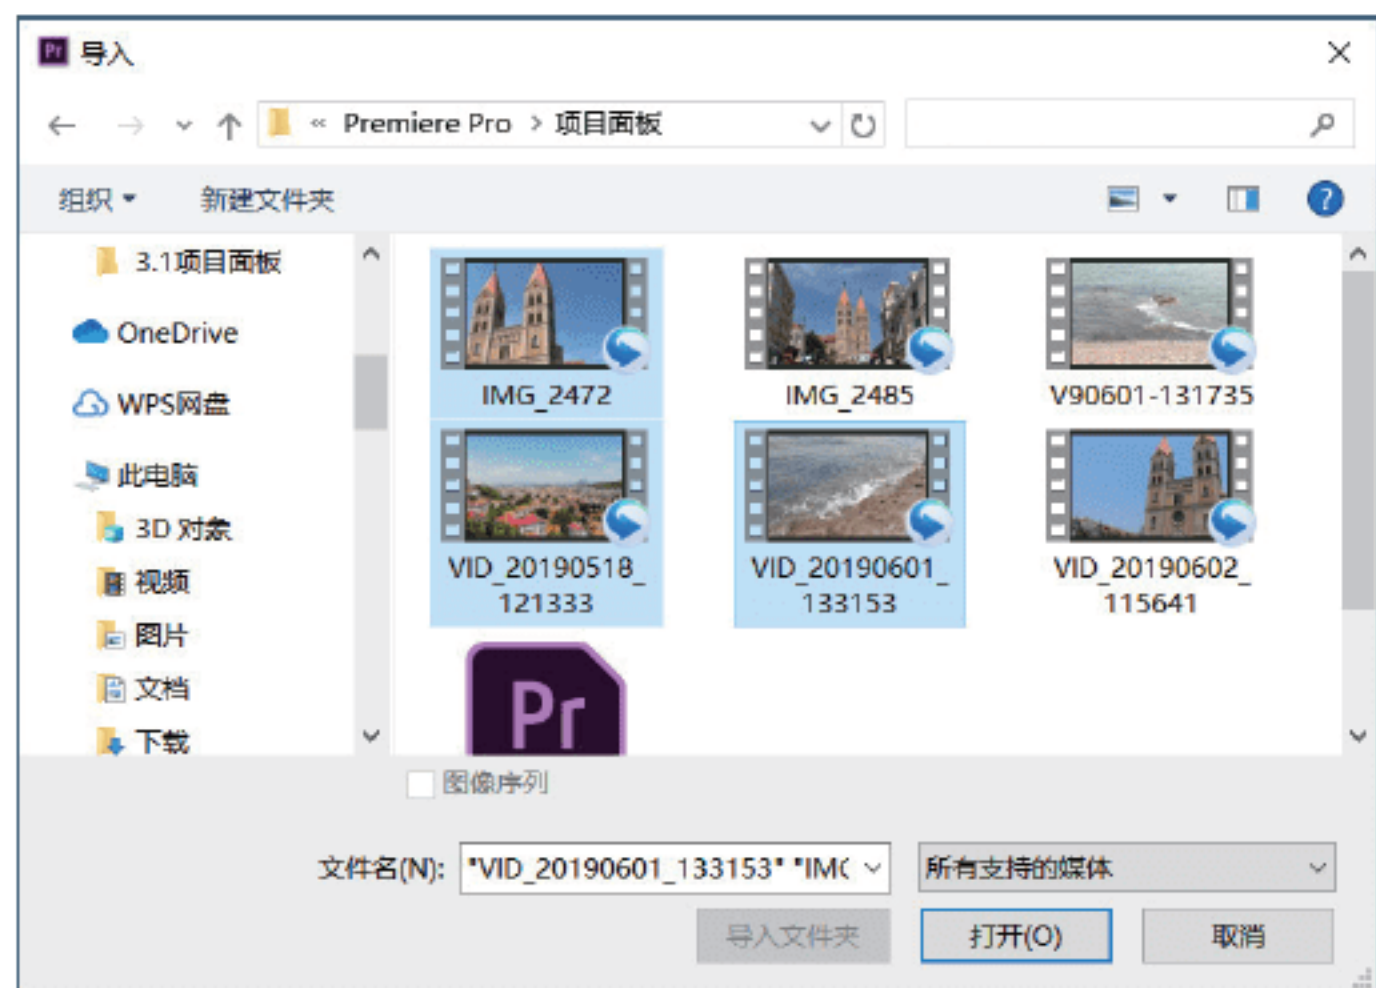 Pr 导入
« Premiere Pro > 项目面板
组织 新建文件夹 ?
3.1项目面板
OneDrive
WPS网盘
此电脑
3D 对象
视频
图片
文档
下载
IMG_2472 IMG_2485 V90601-131735
VID_20190518_ VID_20190601_ VID_20190602_
121333 133153 115641
Pr
图像序列
文件名(N): "VID_20190601_133153" "IM( 所有支持的媒体
导入文件夹 打开(O) 取消